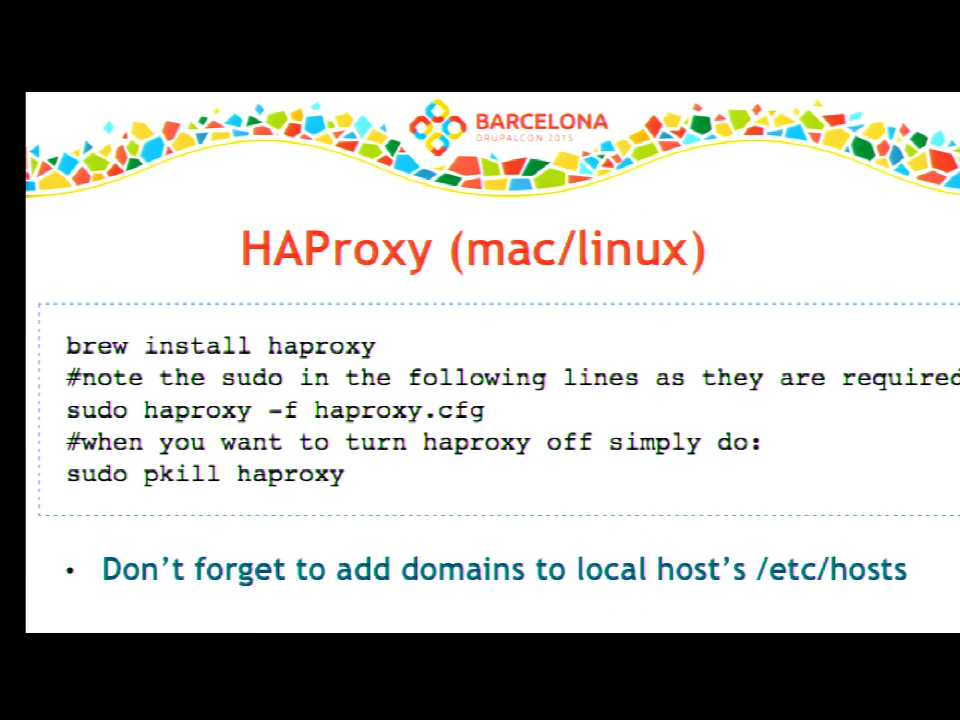 BARCELONA
DRUPALCON 2015
HAProxy (mac/linux)
brew install haproxy
#note the sudo in the following lines as they are required
sudo haproxy -f haproxy.cfg
#when you want to turn haproxy off simply do:
sudo pkill haproxy
• Don't forget to add domains to local host's /etc/hosts